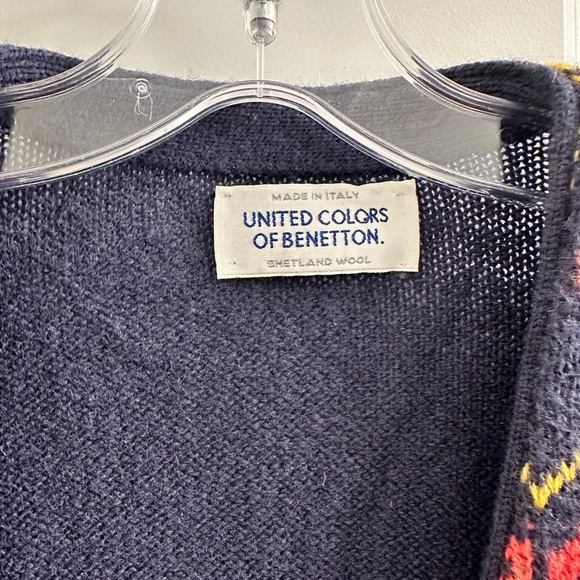 MADE IN ITALY
UNITED COLORS
OF BENETTON.
SHETLAND WOOL